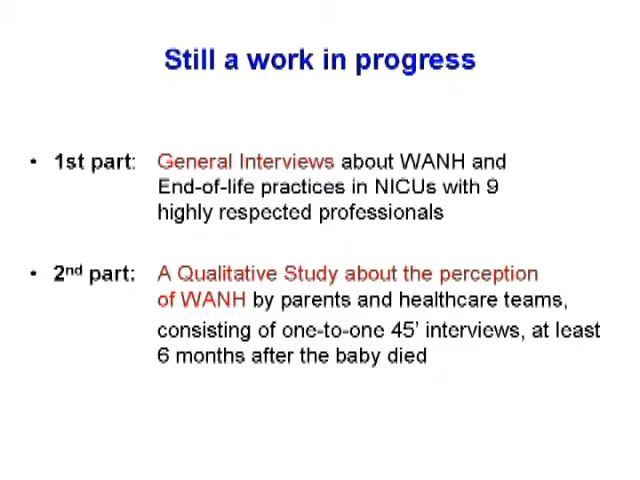 Still a work in progress
• 1st part: General Interviews about WANH and
End-of-life practices in NICUs with 9
highly respected professionals
• 2nd part: A Qualitative Study about the perception
of WANH by parents and healthcare teams,
consisting of one-to-one 45’ interviews, at least
6 months after the baby died